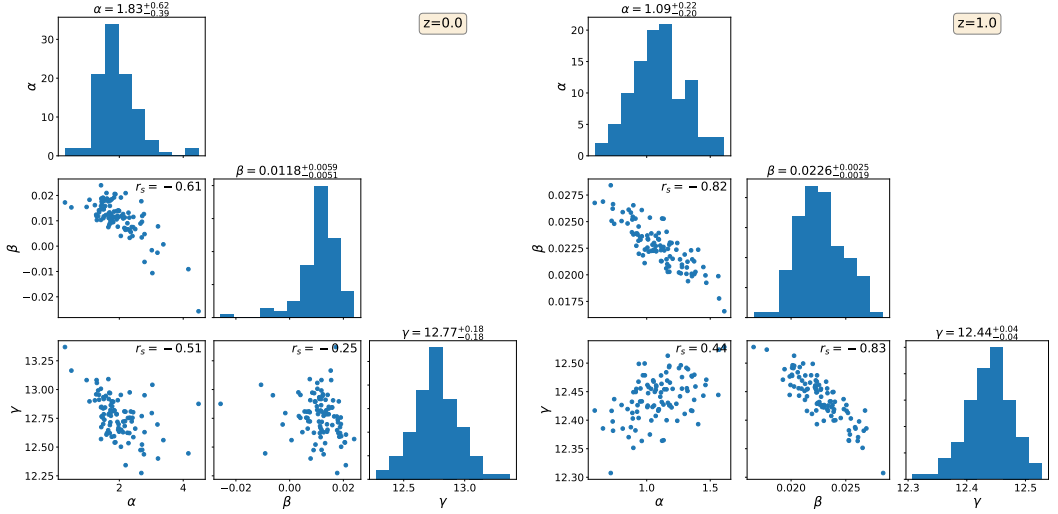 α = 1.83 +0.62 −0.39
z=0.0
30
20
10
0
α
β = 0.0118 +0.0059 −0.0051
r_s = −0.61
0.02
0.01
0.00
−0.01
−0.02
β
γ = 12.77 +0.18 −0.18
r_s = −0.51
r_s = −0.25
13.25
13.00
12.75
12.50
12.25
γ
2
4
α
−0.02
0.00
0.02
β
12.5
13.0
γ
α = 1.09 +0.22 −0.20
z=1.0
20
15
10
5
0
α
β = 0.0226 +0.0025 −0.0019
r_s = −0.82
0.0275
0.0250
0.0225
0.0200
0.0175
β
γ = 12.44 +0.04 −0.04
r_s = 0.44
r_s = −0.83
12.50
12.45
12.40
12.35
12.30
γ
1.0
1.5
α
0.020
0.025
β
12.3
12.4
12.5
γ